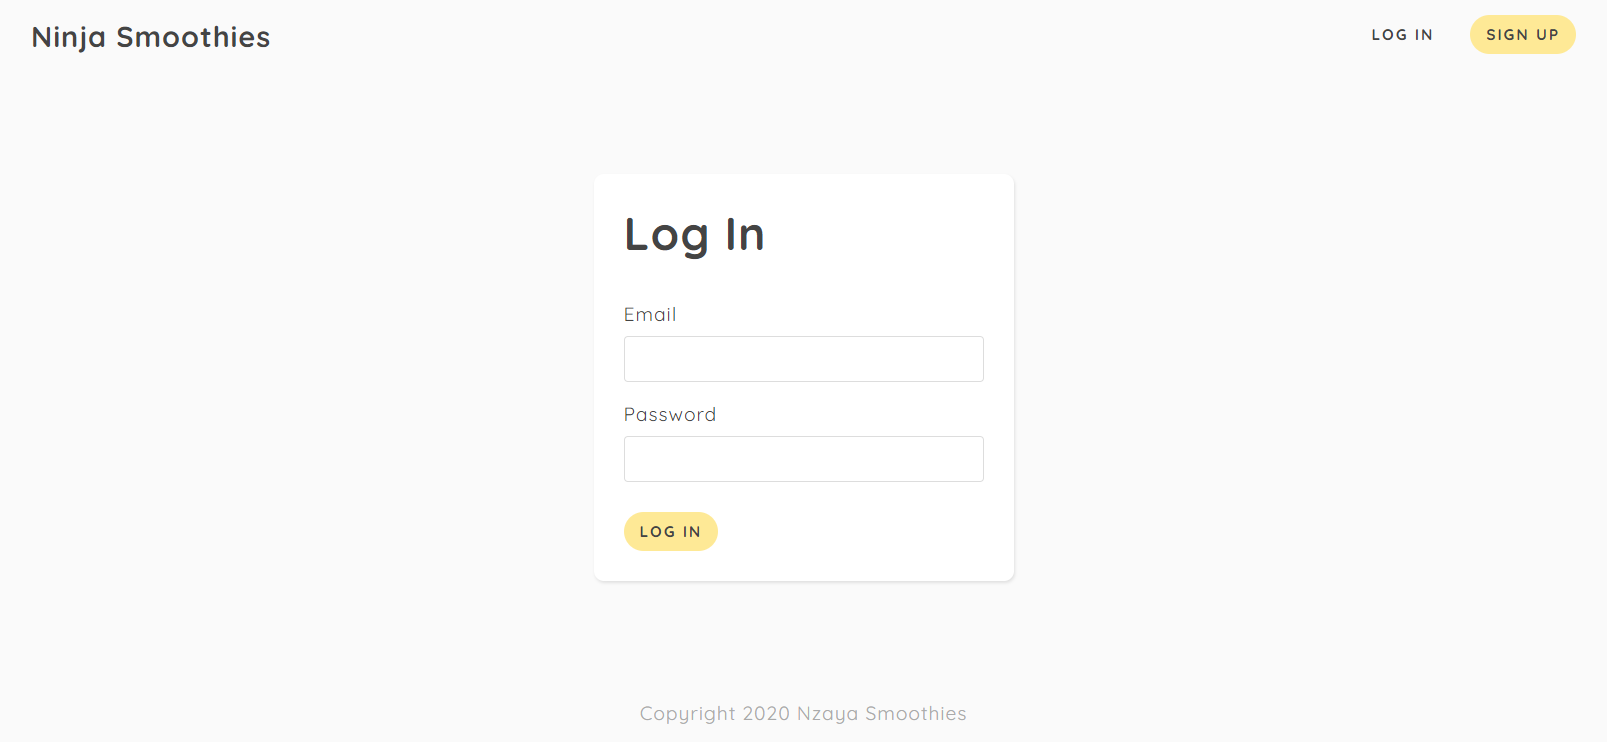 Ninja Smoothies
LOG IN
SIGN UP
Log In
Email
Password
LOG IN
Copyright 2020 Nzaya Smoothies